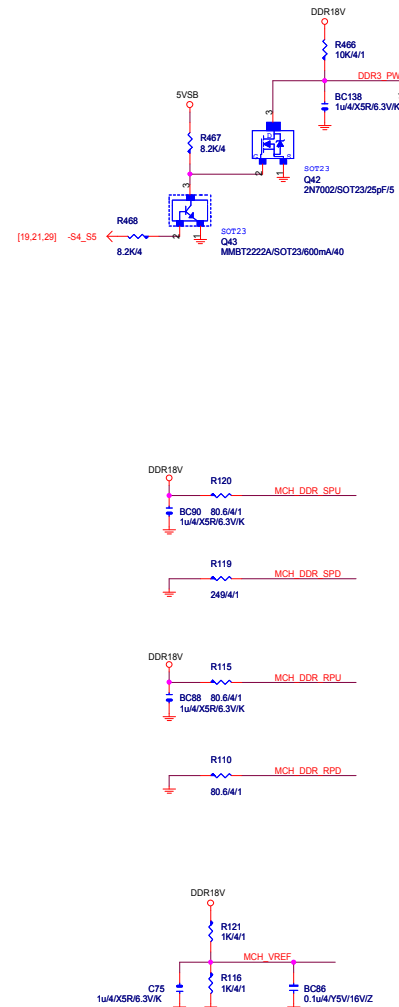 DDR18V
R466
10K/4/1
DDR3_PW
BC138
1u/4/X5R/6.3V/K
5VSB
R467
8.2K/4
3
D
G
S
2
1
SOT23
Q42
2N7002/SOT23/25pF/5
3
R468
[19,21,29]
-S4_S5
8.2K/4
2
1
SOT23
Q43
MMBT2222A/SOT23/600mA/40
DDR18V
R120
MCH_DDR_SPU
BC90
80.6/4/1
1u/4/X5R/6.3V/K
R119
MCH_DDR_SPD
249/4/1
DDR18V
R115
MCH_DDR_RPU
BC88
80.6/4/1
1u/4/X5R/6.3V/K
R110
MCH_DDR_RPD
80.6/4/1
DDR18V
R121
1K/4/1
MCH_VREF
C75
1u/4/X5R/6.3V/K
R116
1K/4/1
BC86
0.1u/4/Y5V/16V/Z